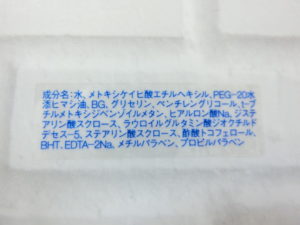 成分名:水、メトキシケイヒ酸エチルヘキシル、PEG-20水
添ヒマシ油、BG、グリセリン、ペンチレングリコール、t-ブ
チルメトキシジベンゾイルメタン、ヒアルロン酸Na、ジステ
アリン酸スクロース、ラウロイルグルタミン酸ジオクチルド
デセス-5、ステアリン酸スクロース、酢酸トコフェロール、
BHT、EDTA-2Na、メチルパラベン、プロピルパラベン